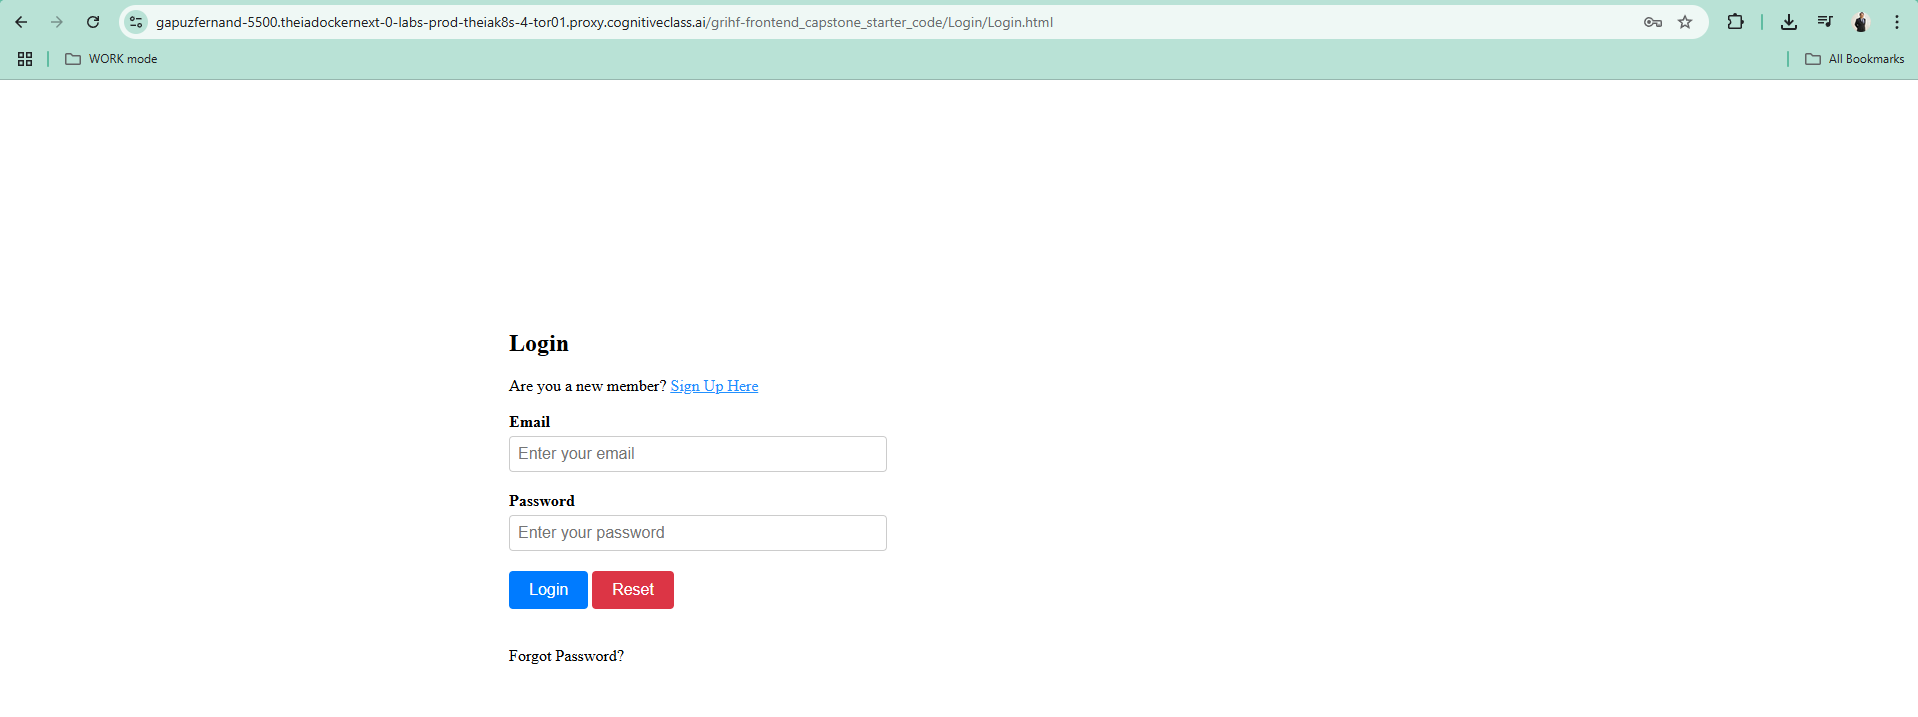 gapuzfernand-5500.theiadockernext-0-labs-prod-theiak8s-4-tor01.proxy.cognitiveclass.ai/grihf-frontend_capstone_starter_code/Login/Login.html
WORK mode
All Bookmarks
Login
Are you a new member? Sign Up Here
Email
Enter your email
Password
Enter your password
Login Reset
Forgot Password?